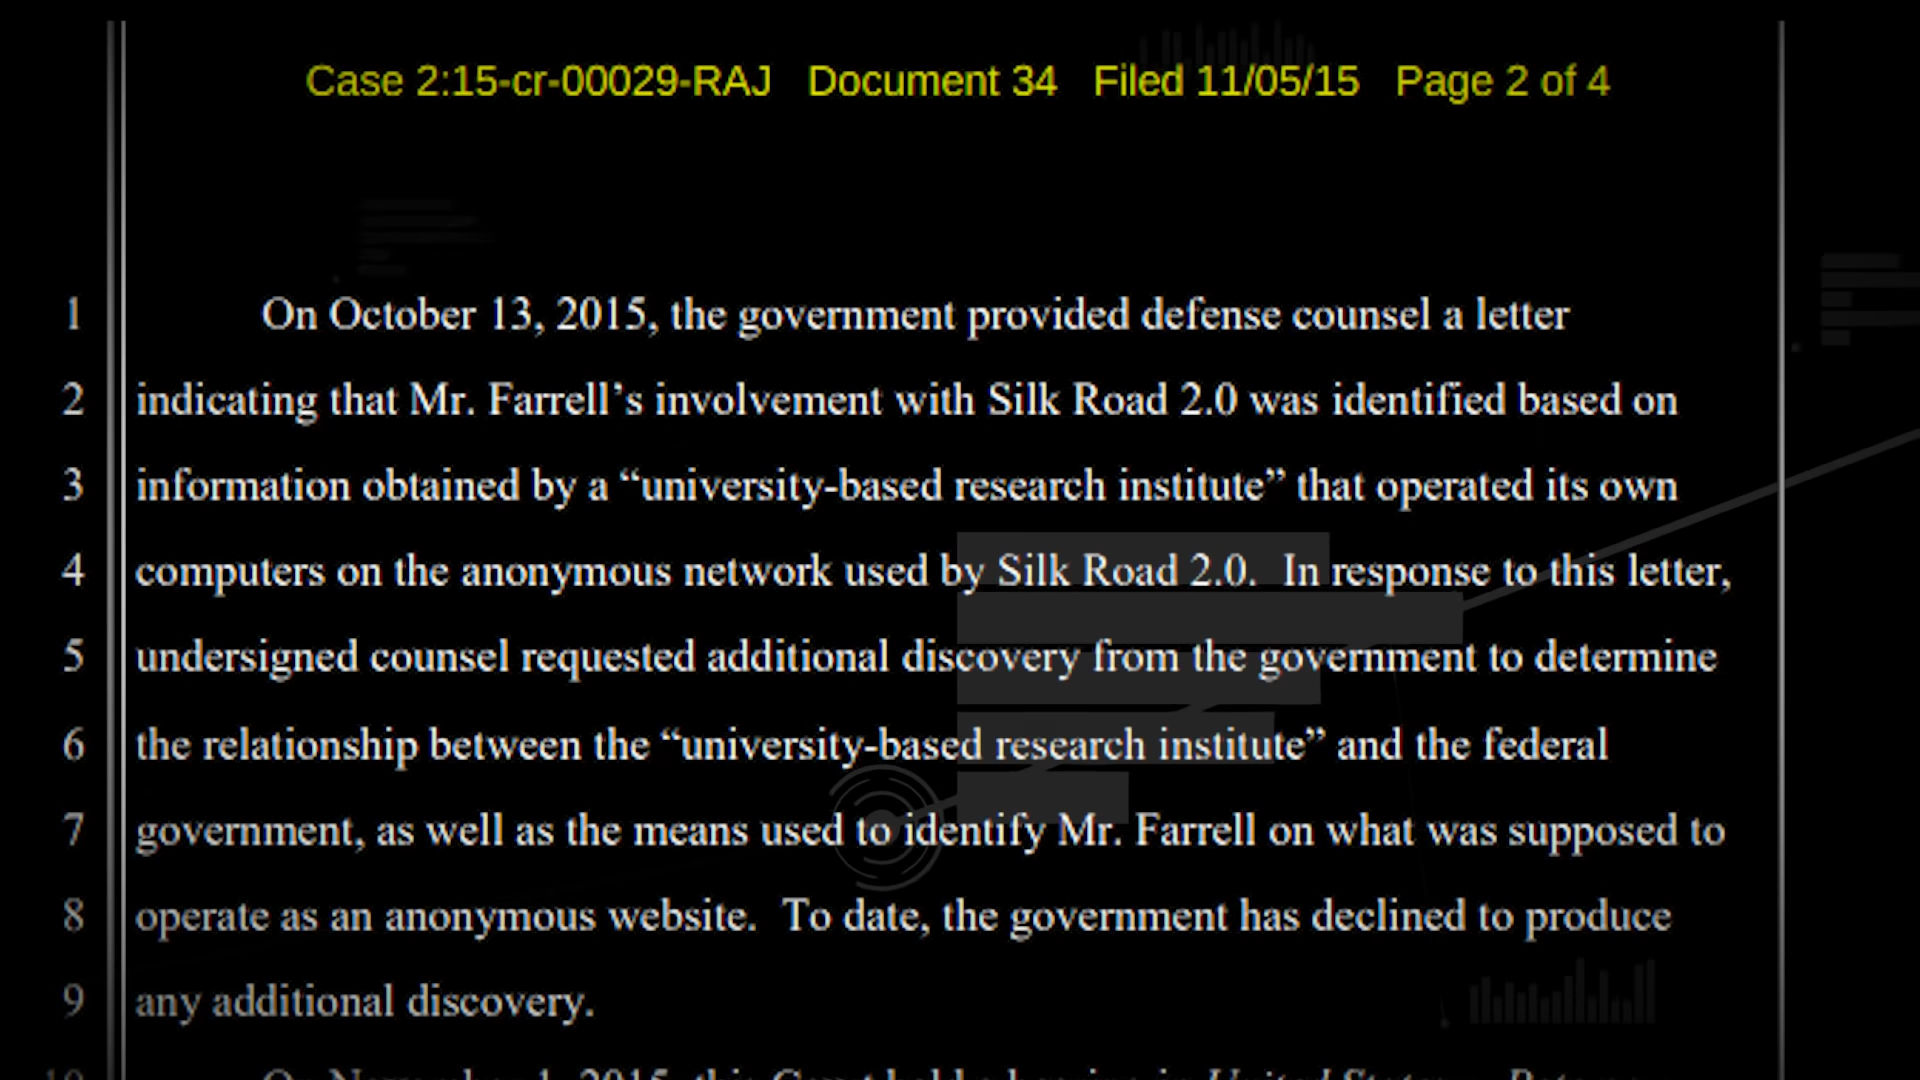 Case 2:15-cr-00029-RAJ Document 34 Filed 11/05/15 Page 2 of 4
1 On October 13, 2015, the government provided defense counsel a letter
2 indicating that Mr. Farrell’s involvement with Silk Road 2.0 was identified based on
3 information obtained by a “university-based research institute” that operated its own
4 computers on the anonymous network used by Silk Road 2.0. In response to this letter,
5 undersigned counsel requested additional discovery from the government to determine
6 the relationship between the “university-based research institute” and the federal
7 government, as well as the means used to identify Mr. Farrell on what was supposed to
8 operate as an anonymous website. To date, the government has declined to produce
9 any additional discovery.